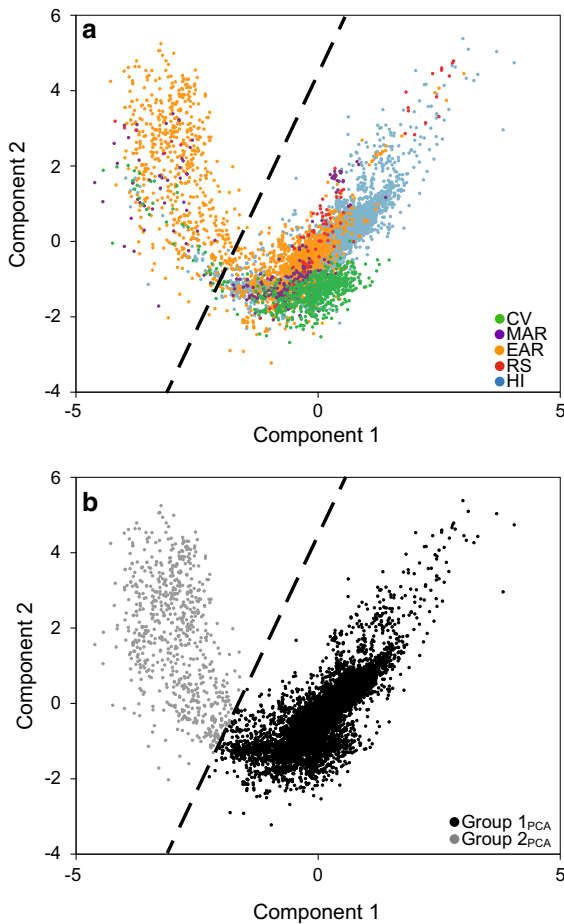 a
6
4
2
0
-2
-4
Component 2
CV
MAR
EAR
RS
HI
-5
0
5
Component 1
b
6
4
2
0
-2
-4
Component 2
Group 1PCA
Group 2PCA
-5
0
5
Component 1